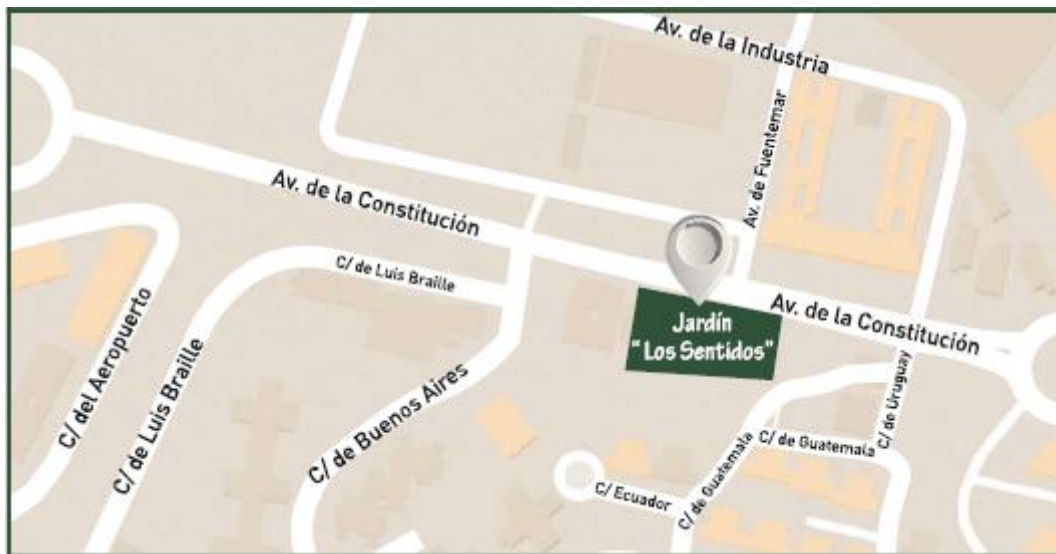 Av. de la Industria
Av. de Fuentemar
Av. de la Constitución
C/ de Luis Braille
Jardín
"Los Sentidos"
Av. de la Constitución
C/ del Aeropuerto
C/ de Luis Braille
C/ de Buenos Aires
C/ de Uruguay
C/ de Guatemala
C/ de Guatemala
C/ Ecuador